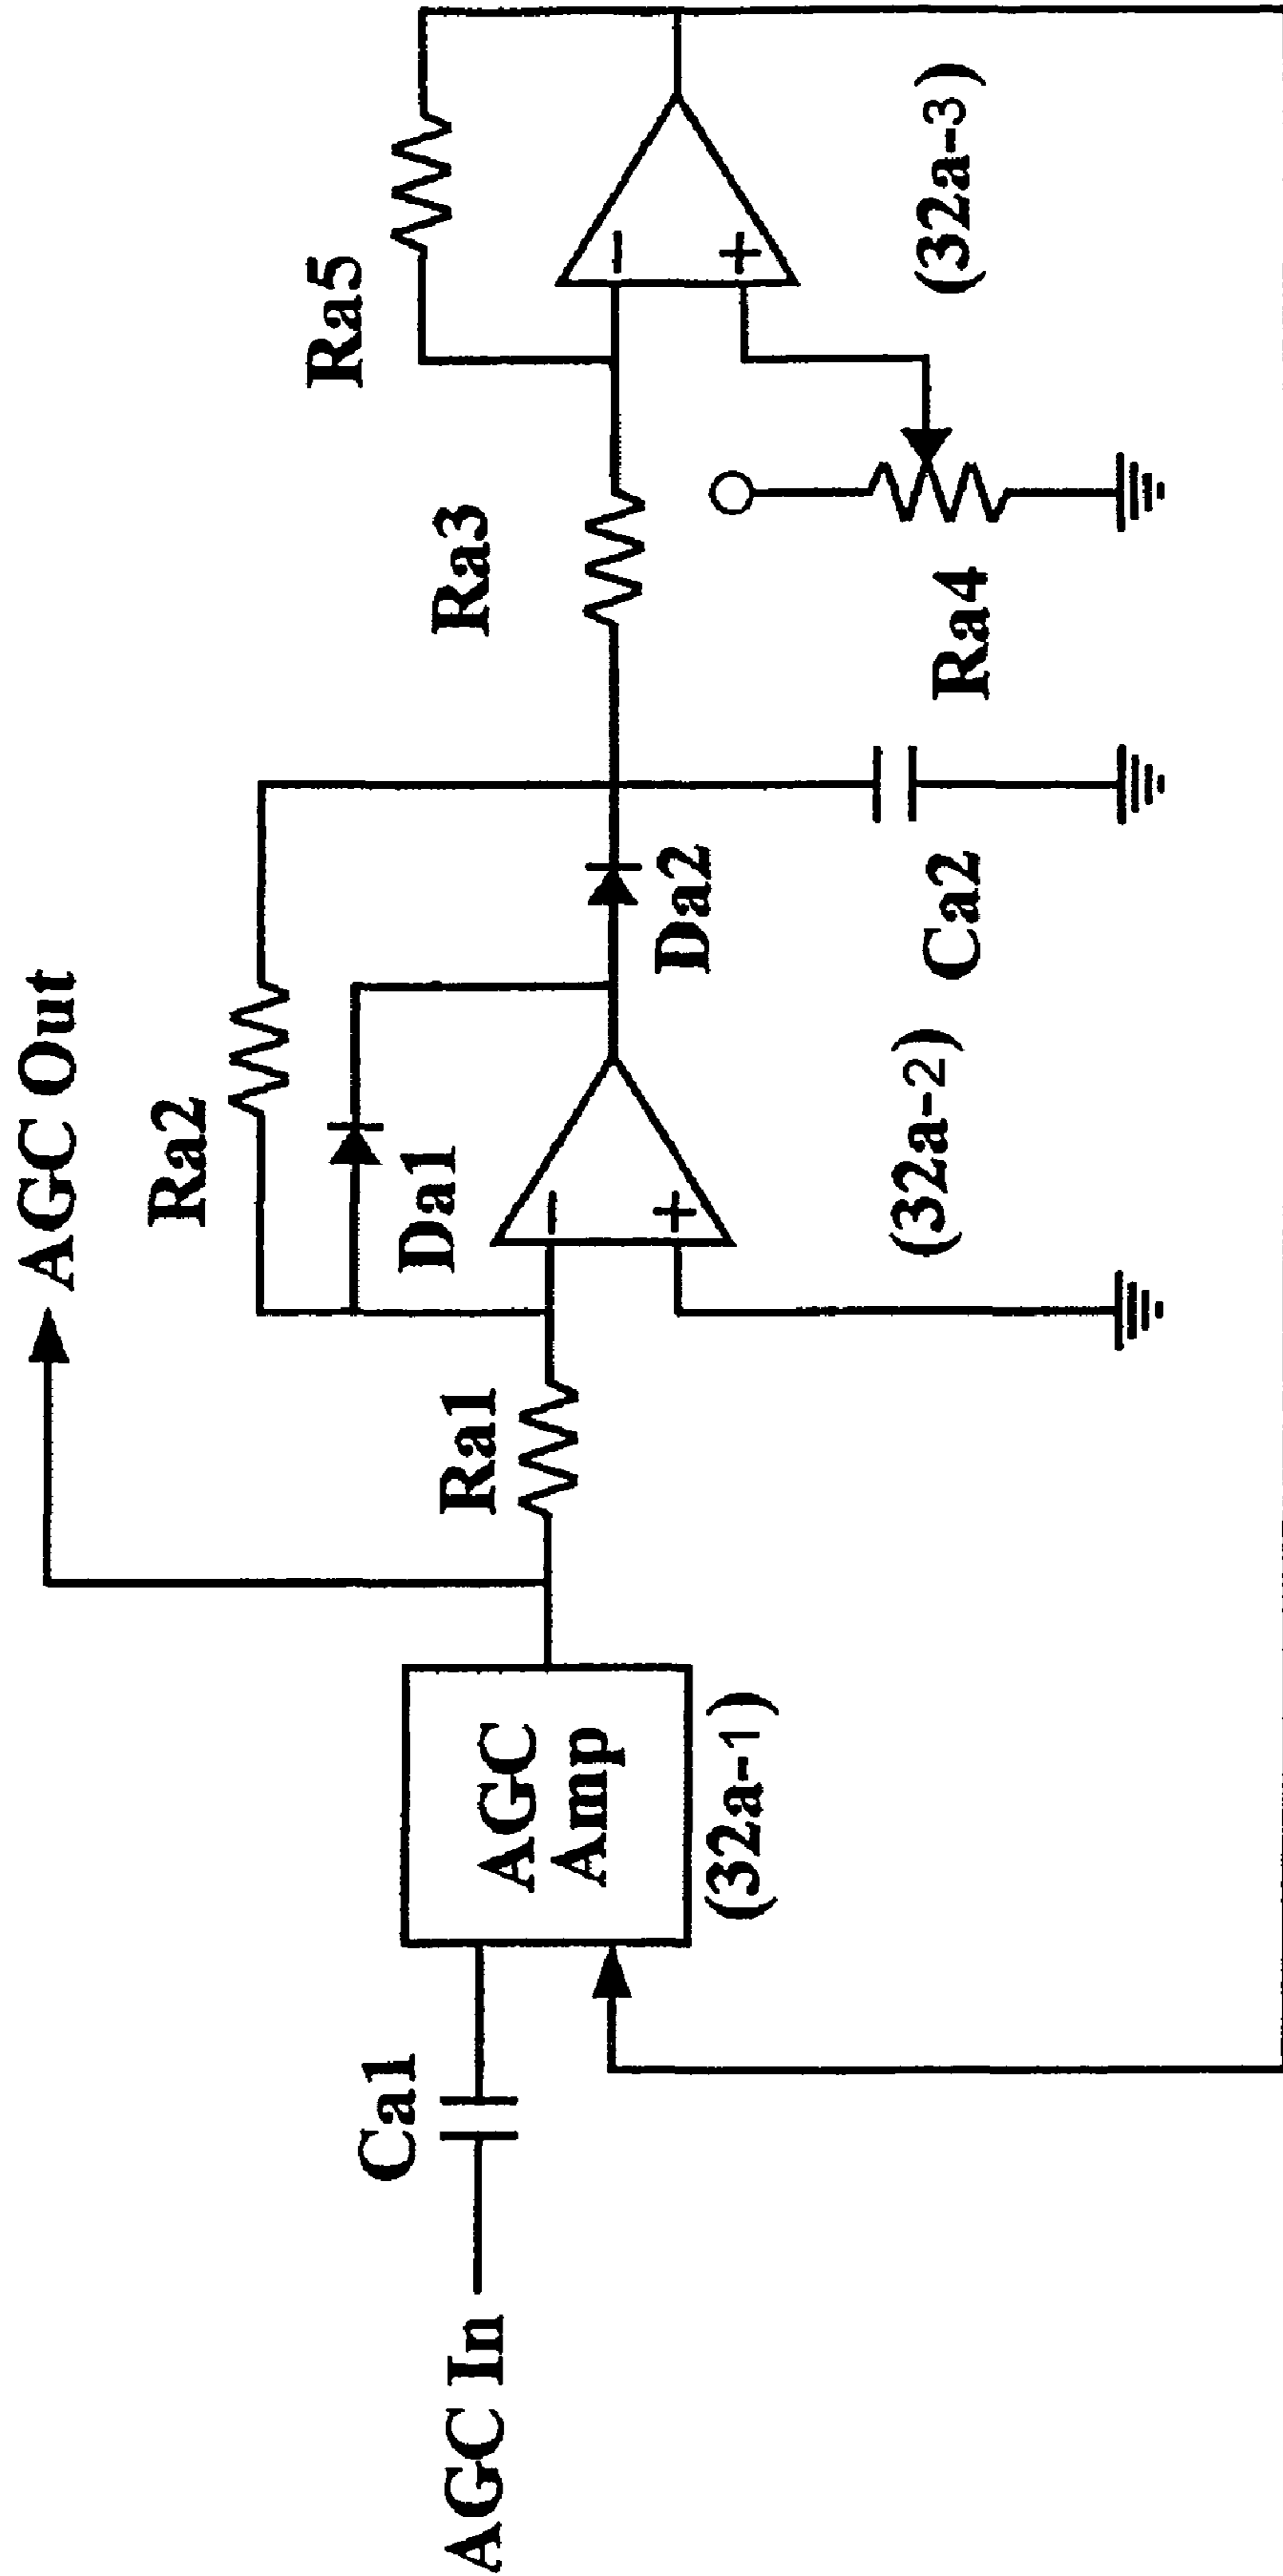 AGC In
Ca1
AGC
Amp
(32a-1)
AGC Out
Ra1
Ra2
Da1
-
+
(32a-2)
Da2
Ca2
Ra3
Ra4
Ra5
-
+
(32a-3)